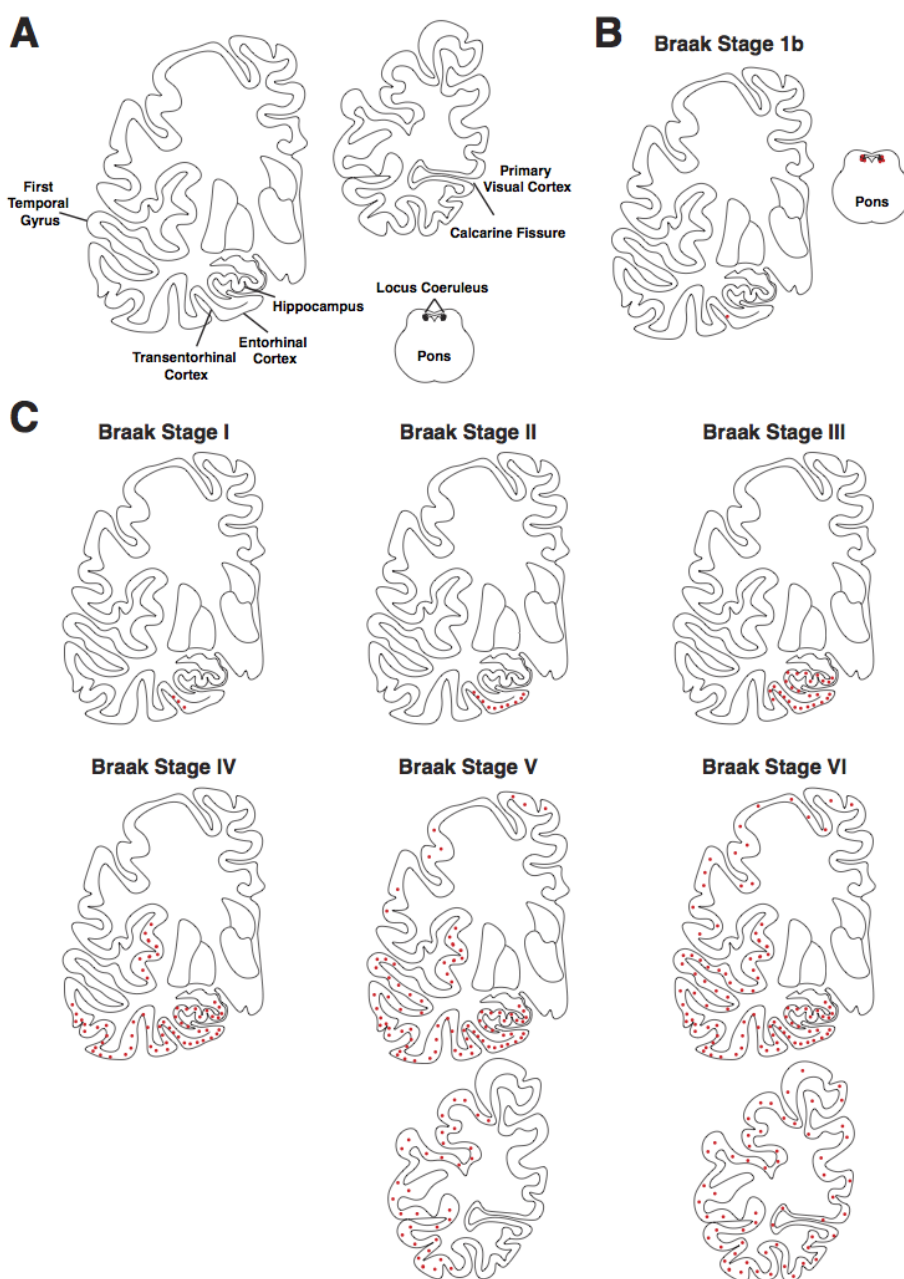 A
B
Braak Stage 1b
First
Temporal
Gyrus
Primary
Visual Cortex
Calcarine Fissure
Pons
Hippocampus
Locus Coeruleus
Entorhinal
Cortex
Transentorhinal
Cortex
Pons
C
Braak Stage I
Braak Stage II
Braak Stage III
Braak Stage IV
Braak Stage V
Braak Stage VI